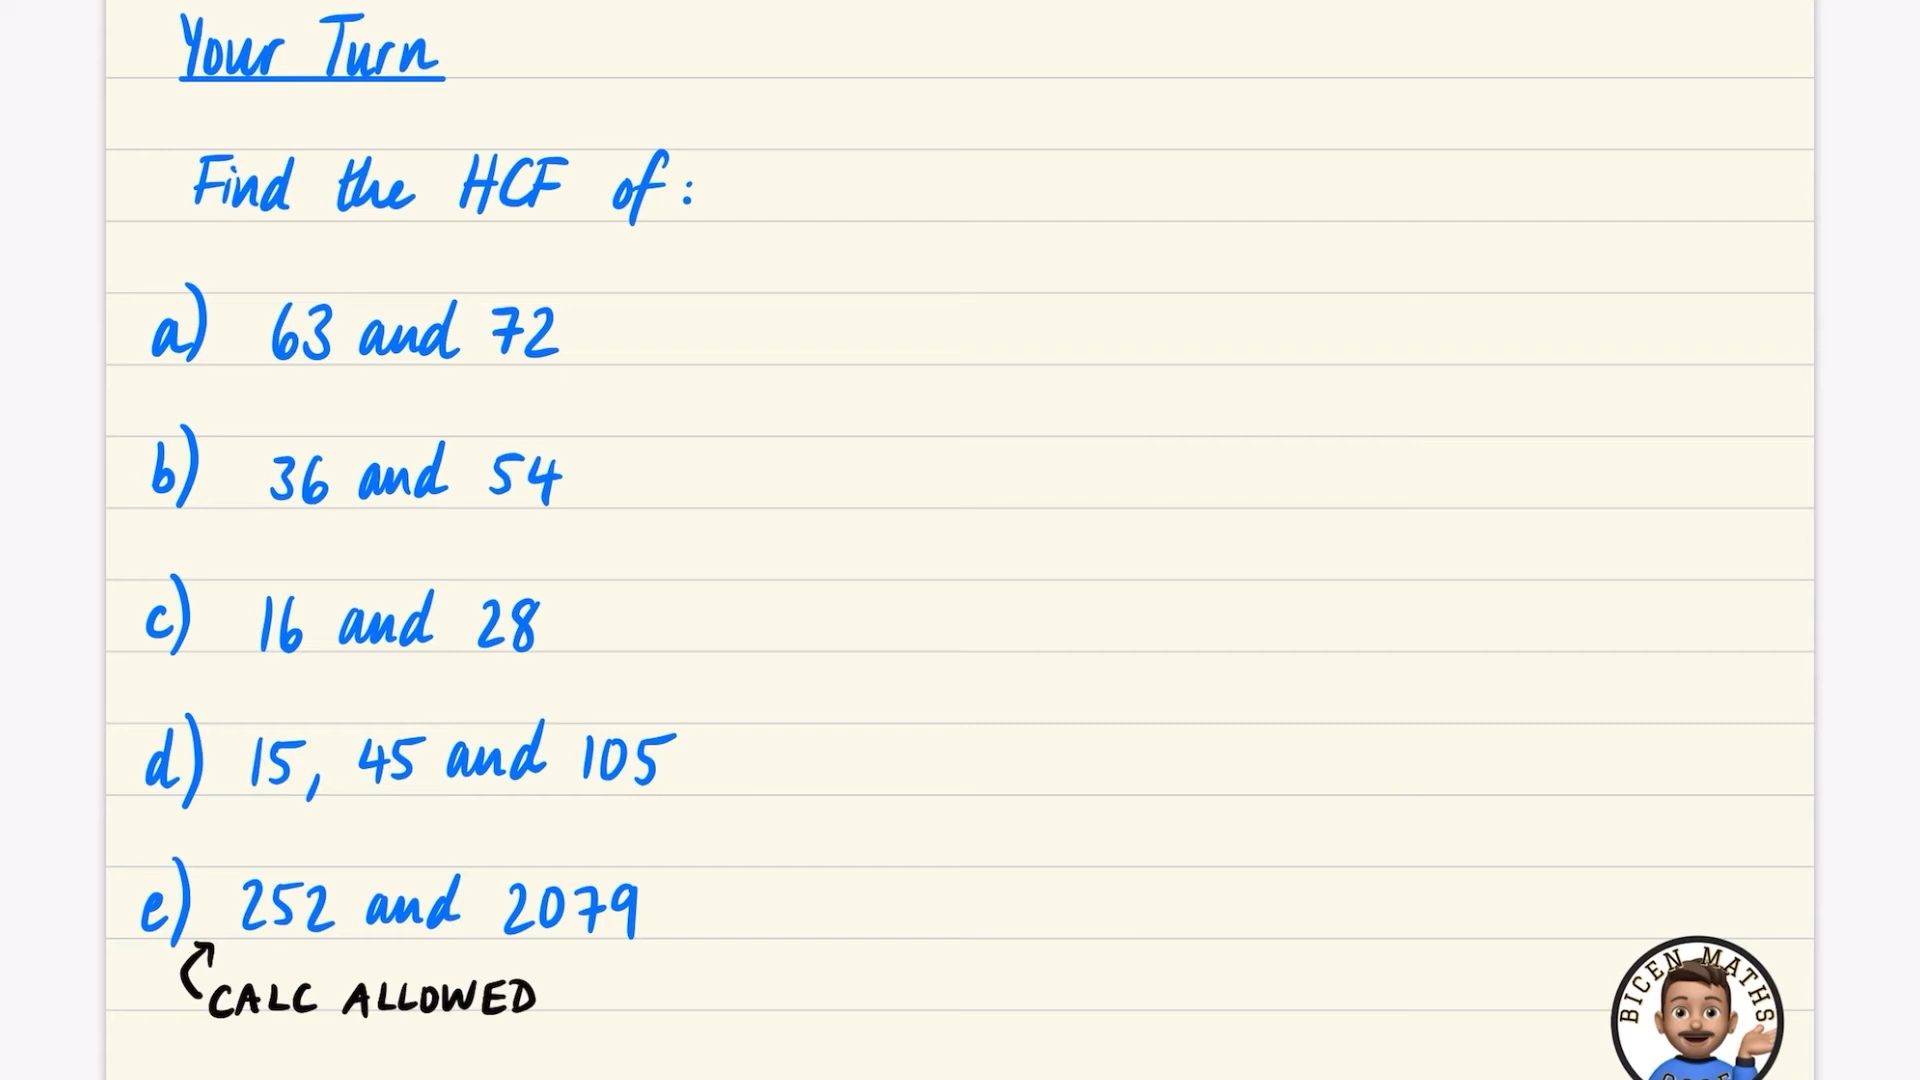 Your Turn
Find the HCF of:
a) 63 and 72
b) 36 and 54
c) 16 and 28
d) 15, 45 and 105
e) 252 and 2079
CALC ALLOWED
BICEN MATHS